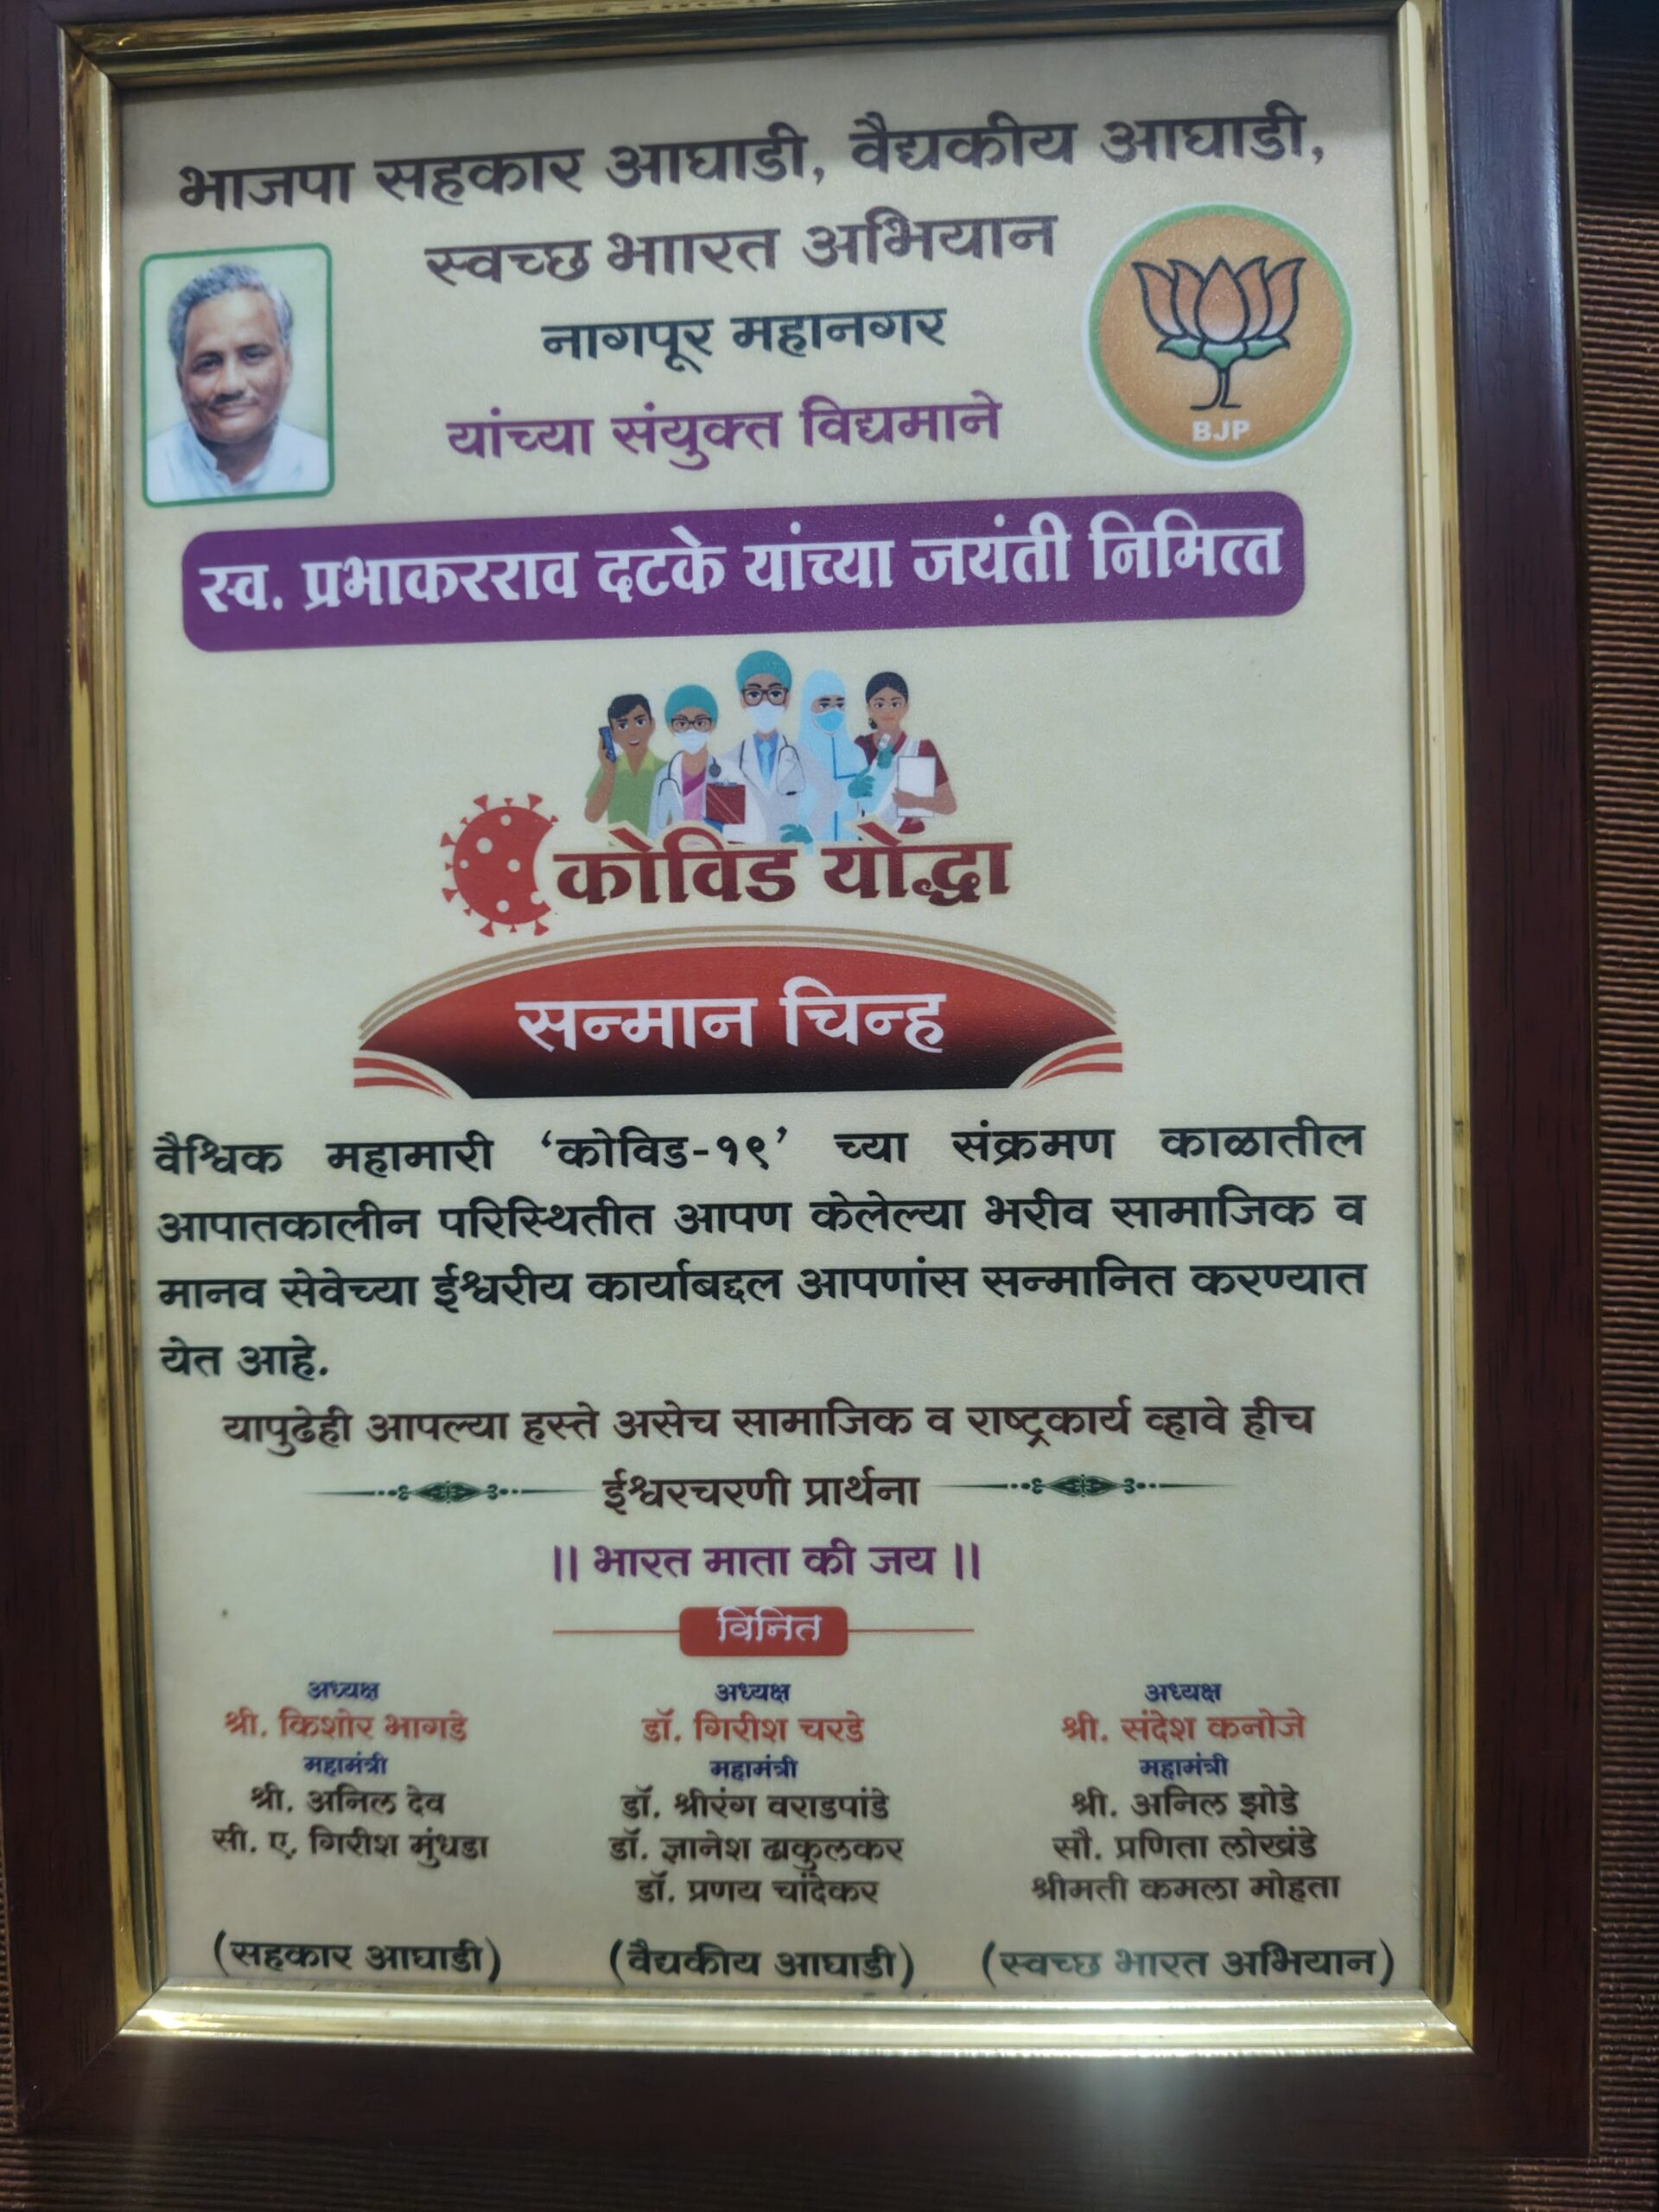 भाजपा सहकार आघाडी, वैद्यकीय आघाडी,
स्वच्छ भाारत अभियान
नागपूर महानगर
यांच्या संयुक्त विद्यमाने
BJP
स्व. प्रभाकरराव दटके यांच्या जयंती निमित्त
कोविड योद्धा
सन्मान चिन्ह
वैश्विक महामारी ‘कोविड-१९’ च्या संक्रमण काळातील
आपातकालीन परिस्थितीत आपण केलेल्या भरीव सामाजिक व
मानव सेवेच्या ईश्वरीय कार्याबद्दल आपणांस सन्मानित करण्यात
येत आहे.
यापुढेही आपल्या हस्ते असेच सामाजिक व राष्ट्रकार्य व्हावे हीच
ईश्वरचरणी प्रार्थना
|| भारत माता की जय ||
विनित
अध्यक्ष
श्री. किशोर भागडे
महामंत्री
श्री. अनिल देव
सी. ए. गिरीश मुंधडा
(सहकार आघाडी)
अध्यक्ष
डॉ. गिरीश चरडे
महामंत्री
डॉ. श्रीरंग वराडपांडे
डॉ. ज्ञानेश ढाकुलकर
डॉ. प्रणय चांदेकर
(वैद्यकीय आघाडी)
अध्यक्ष
श्री. संदेश कनोजे
महामंत्री
श्री. अनिल झोडे
सौ. प्रणिता लोखंडे
श्रीमती कमला मोहता
(स्वच्छ भारत अभियान)